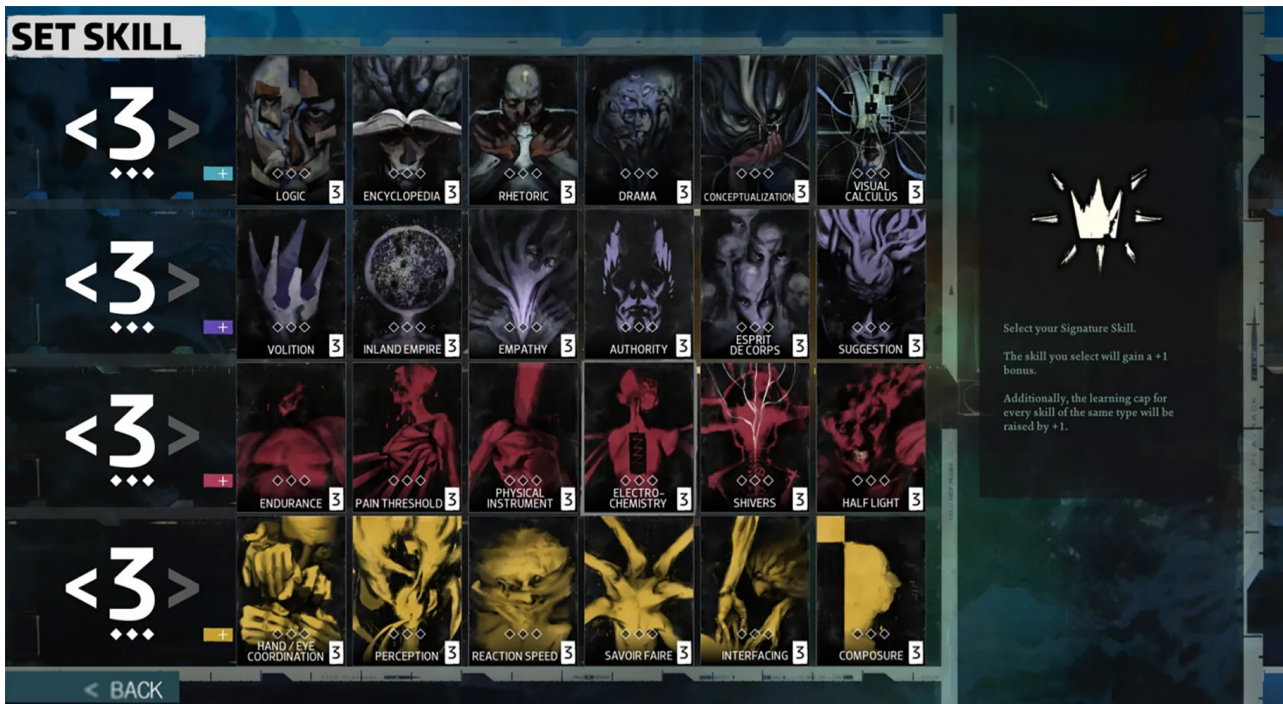 SET SKILL
<3>
+
LOGIC 3
ENCYCLOPEDIA 3
RHETORIC 3
DRAMA 3
CONCEPTUALIZATION 3
VISUAL
CALCULUS 3
<3>
+
VOLITION 3
INLAND EMPIRE 3
EMPATHY 3
AUTHORITY 3
ESPRIT
DE CORPS 3
SUGGESTION 3
<3>
+
ENDURANCE 3
PAIN THRESHOLD 3
PHYSICAL
INSTRUMENT 3
ELECTRO-
CHEMISTRY 3
SHIVERS 3
HALF LIGHT 3
<3>
+
HAND / EYE
COORDINATION 3
PERCEPTION 3
REACTION SPEED 3
SAVOIR FAIRE 3
INTERFACING 3
COMPOSURE 3
Select your Signature Skill.
The skill you select will gain a +1
bonus.
Additionally, the learning cap for
every skill of the same type will be
raised by +1.
< BACK